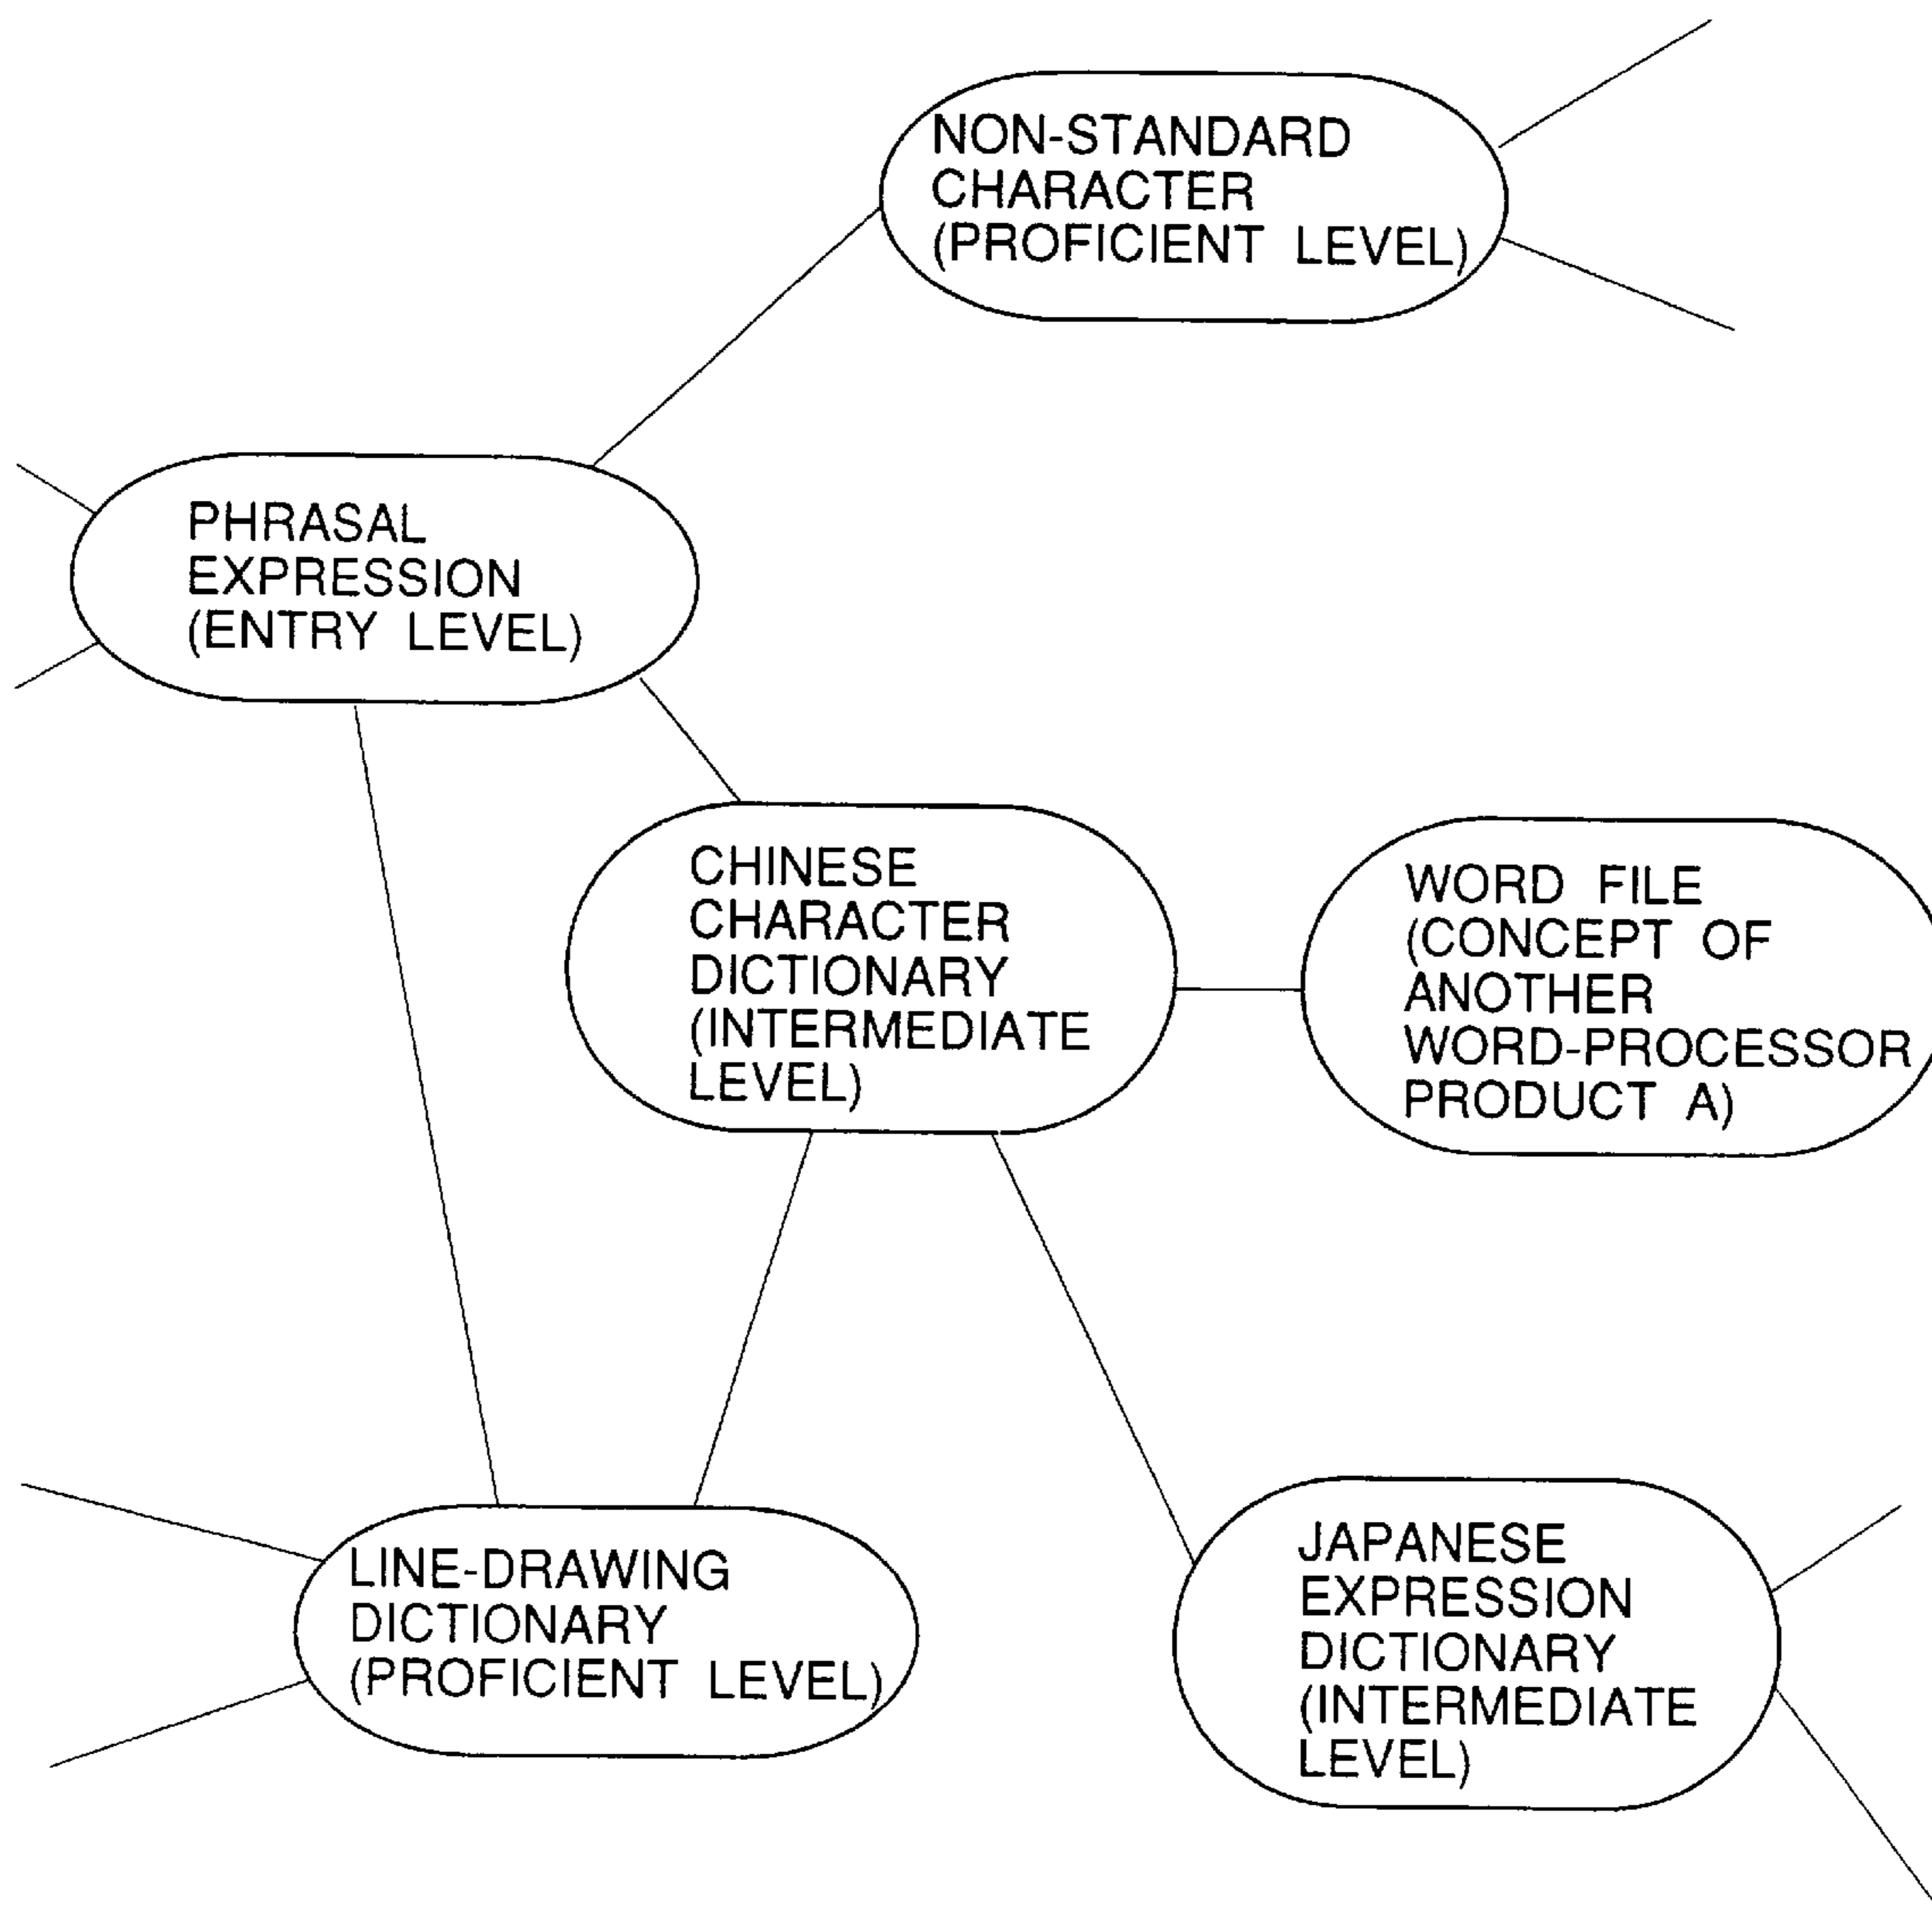 NON-STANDARD
CHARACTER
(PROFICIENT LEVEL)
PHRASAL
EXPRESSION
(ENTRY LEVEL)
CHINESE
CHARACTER
DICTIONARY
(INTERMEDIATE
LEVEL)
WORD FILE
(CONCEPT OF
ANOTHER
WORD-PROCESSOR
PRODUCT A)
LINE-DRAWING
DICTIONARY
(PROFICIENT LEVEL)
JAPANESE
EXPRESSION
DICTIONARY
(INTERMEDIATE
LEVEL)